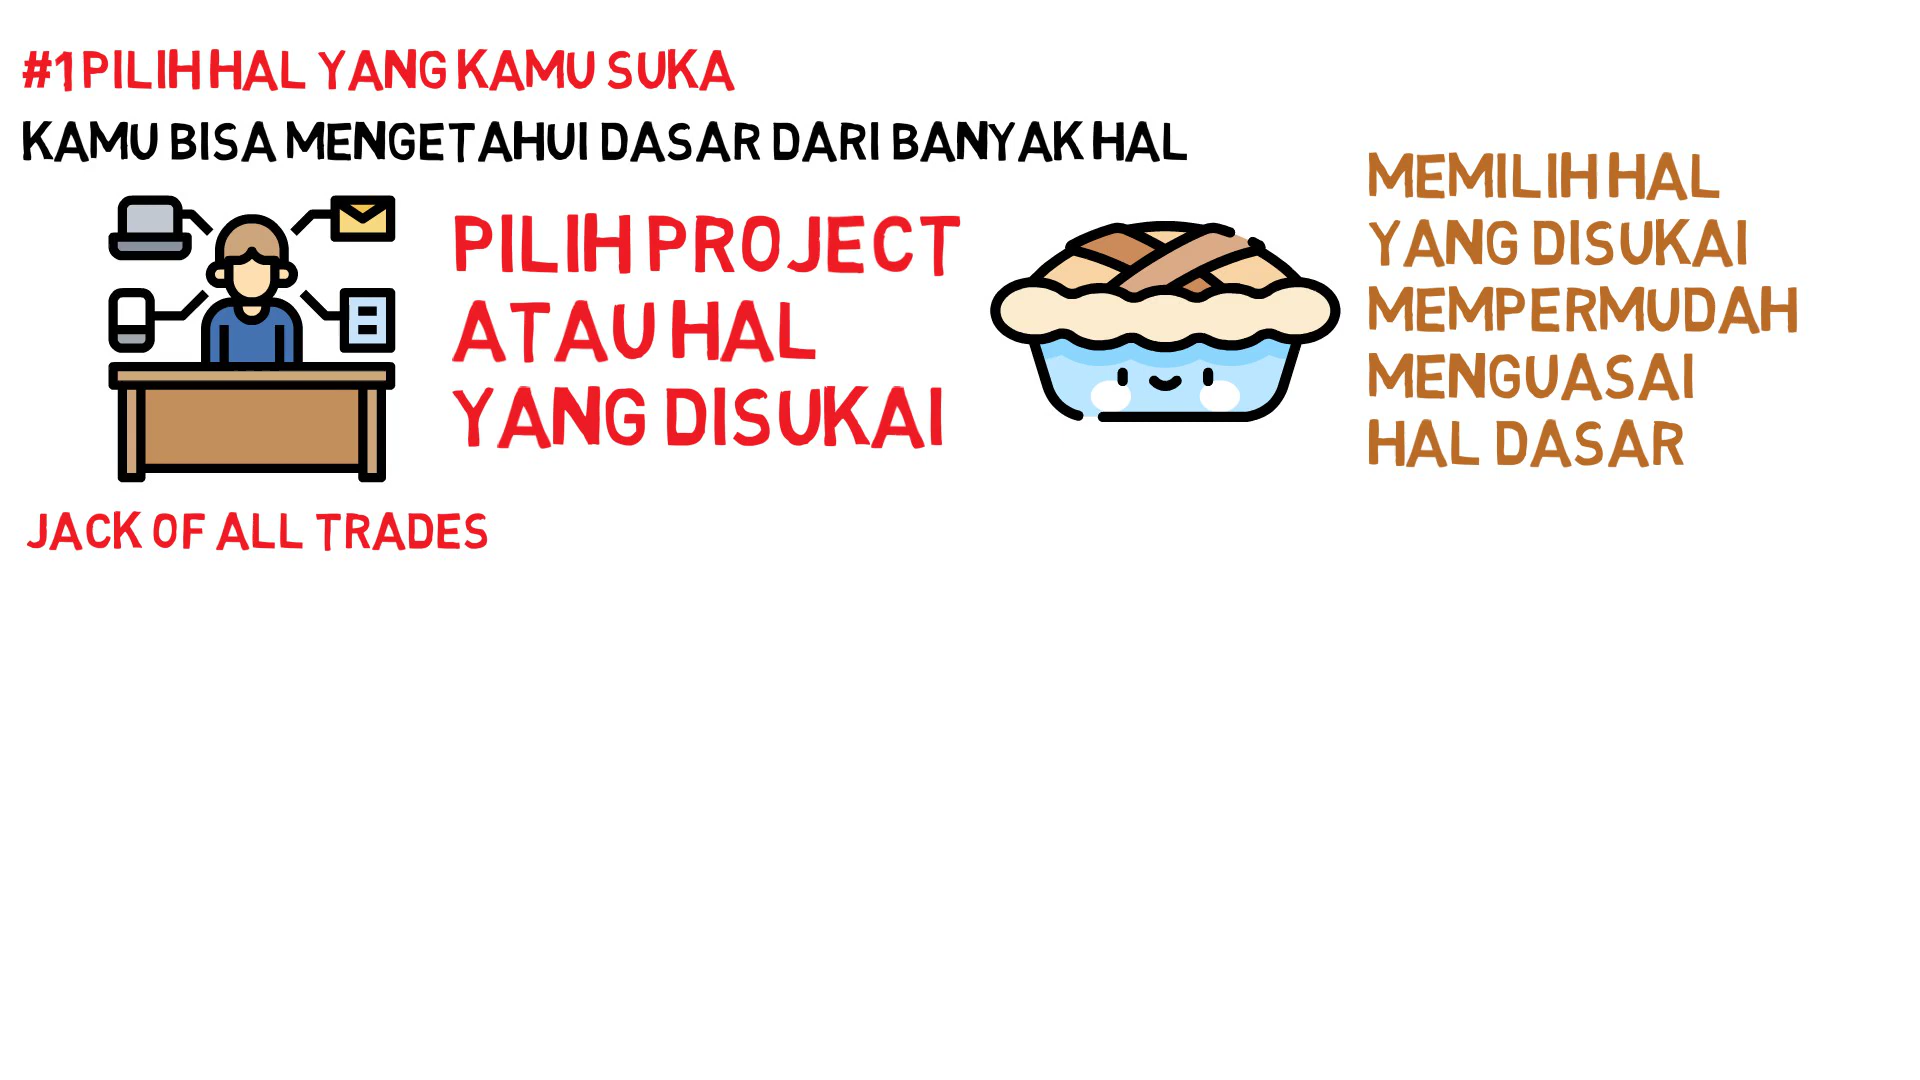 #1 PILIH HAL YANG KAMU SUKA
KAMU BISA MENGETAHUI DASAR DARI BANYAK HAL
PILIH PROJECT
ATAU HAL
YANG DISUKAI
MEMILIH HAL
YANG DISUKAI
MEMPERMUDAH
MENGUASAI
HAL DASAR
JACK OF ALL TRADES